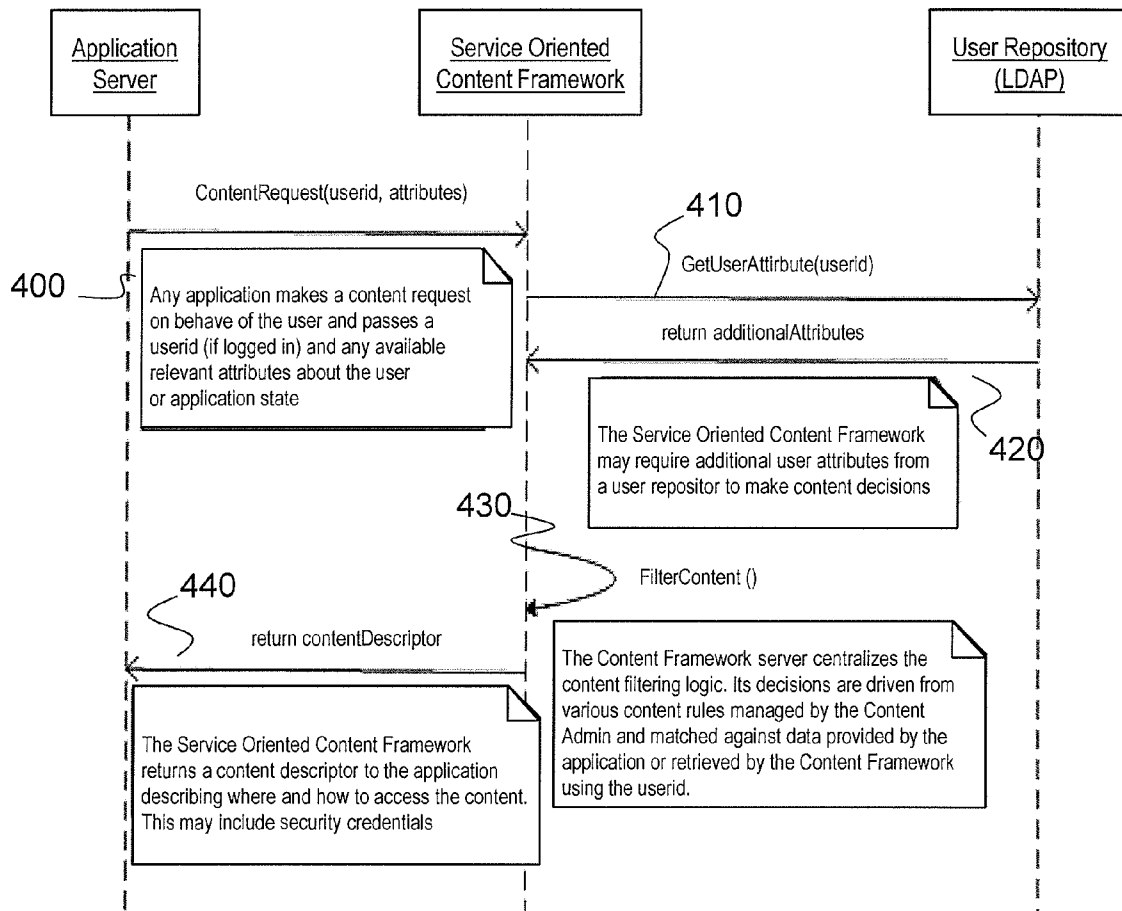 Application
Server
Service Oriented
Content Framework
User Repository
(LDAP)
ContentRequest(userid, attributes)
410
GetUserAttirbute(userid)
400
Any application makes a content request
on behave of the user and passes a
userid (if logged in) and any available
relevant attributes about the user
or application state
return additionalAttributes
420
The Service Oriented Content Framework
may require additional user attributes from
a user repositor to make content decisions
430
FilterContent ()
440
return contentDescriptor
The Content Framework server centralizes the
content filtering logic. Its decisions are driven from
various content rules managed by the Content
Admin and matched against data provided by the
application or retrieved by the Content Framework
using the userid.
The Service Oriented Content Framework
returns a content descriptor to the application
describing where and how to access the content.
This may include security credentials